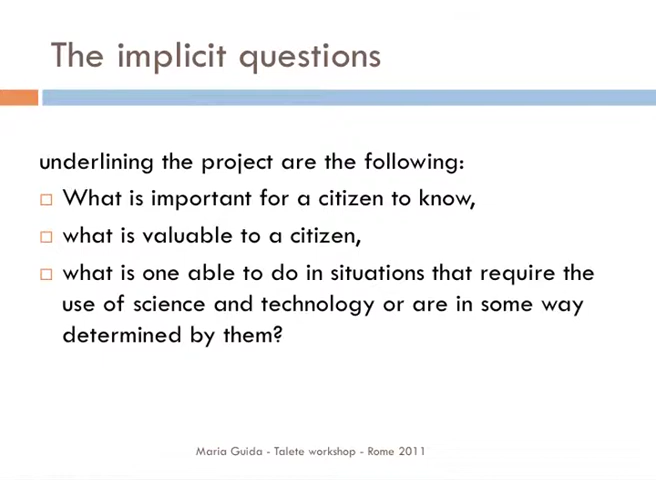 The implicit questions
underlining the project are the following:
What is important for a citizen to know,
what is valuable to a citizen,
what is one able to do in situations that require the
use of science and technology or are in some way
determined by them?
Maria Guida - Talete workshop - Rome 2011